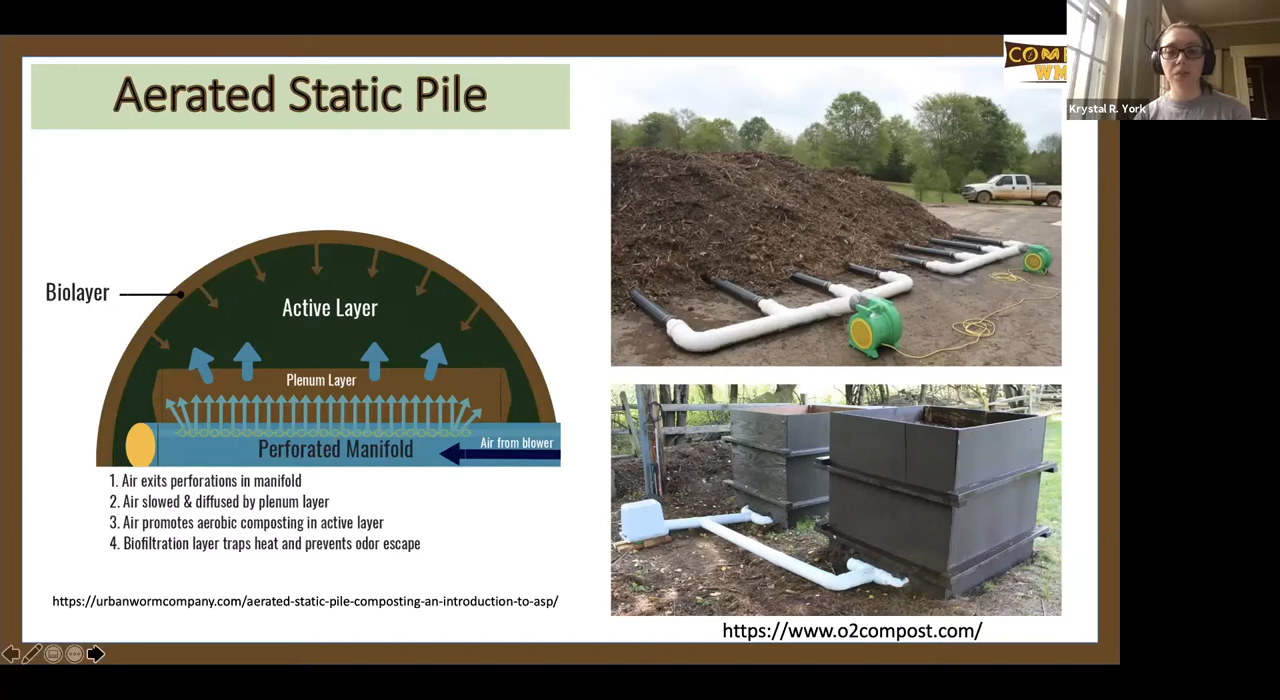 Aerated Static Pile
Biolayer
Active Layer
Plenum Layer
Perforated Manifold
Air from blower
1. Air exits perforations in manifold
2. Air slowed & diffused by plenum layer
3. Air promotes aerobic composting in active layer
4. Biofiltration layer traps heat and prevents odor escape
https://urbanwormcompany.com/aerated-static-pile-composting-an-introduction-to-asp/
COMP
WM
Krystal R. York
https://www.o2compost.com/